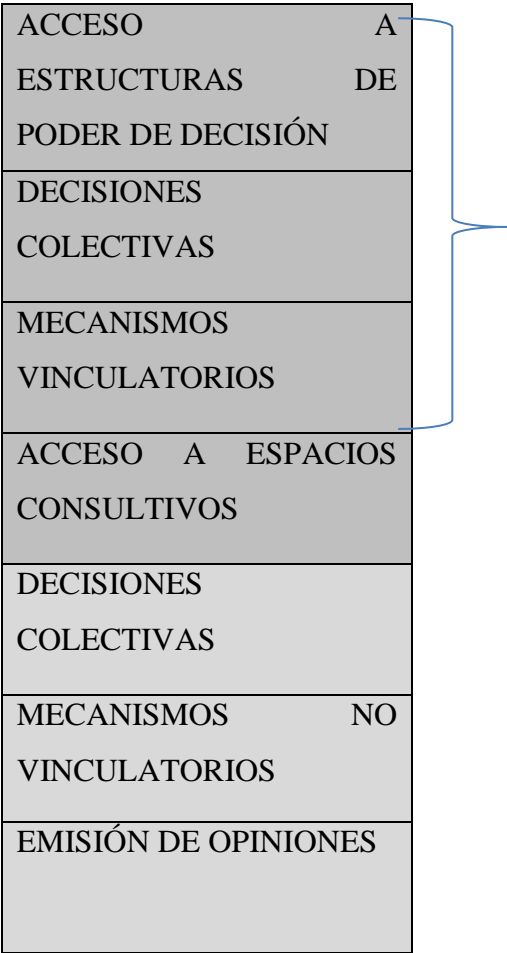 ACCESO A
ESTRUCTURAS DE
PODER DE DECISIÓN
DECISIONES
COLECTIVAS
MECANISMOS
VINCULATORIOS
ACCESO A ESPACIOS
CONSULTIVOS
DECISIONES
COLECTIVAS
MECANISMOS NO
VINCULATORIOS
EMISIÓN DE OPINIONES